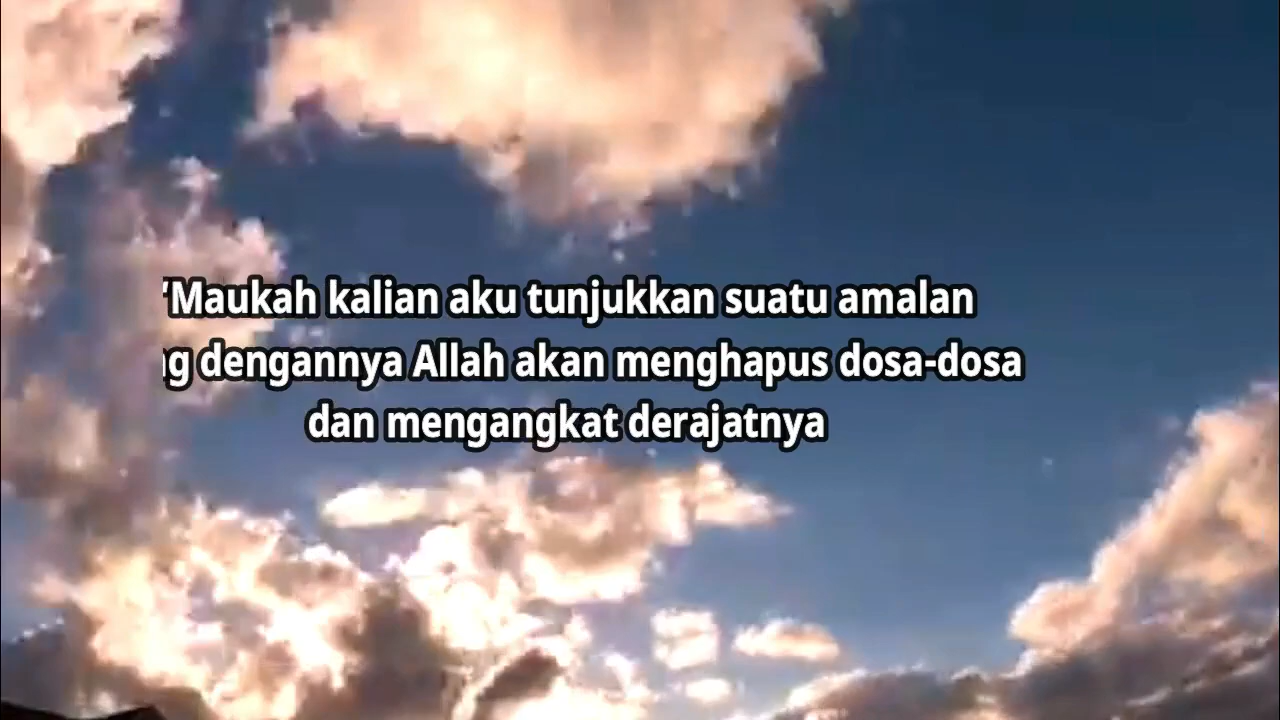 "Maukah kalian aku tunjukkan suatu amalan
dengannya Allah akan menghapus dosa-dosa
dan mengangkat derajatnya